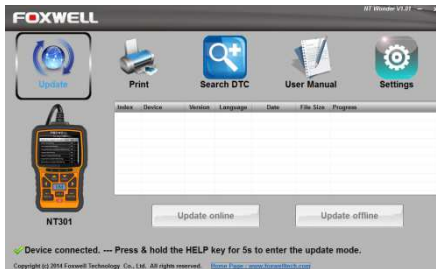 NT Wonder V1.01
FOXWELL
Update Print Search DTC User Manual Settings
Index Device Version Language Date File Size Progress
NT301
Update online Update offline
Device connected. --- Press & hold the HELP key for 5s to enter the update mode.
Copyright (c) 2014 Foxwell Technology Co., Ltd. All rights reserved. Home Page - www.foxwelltech.com